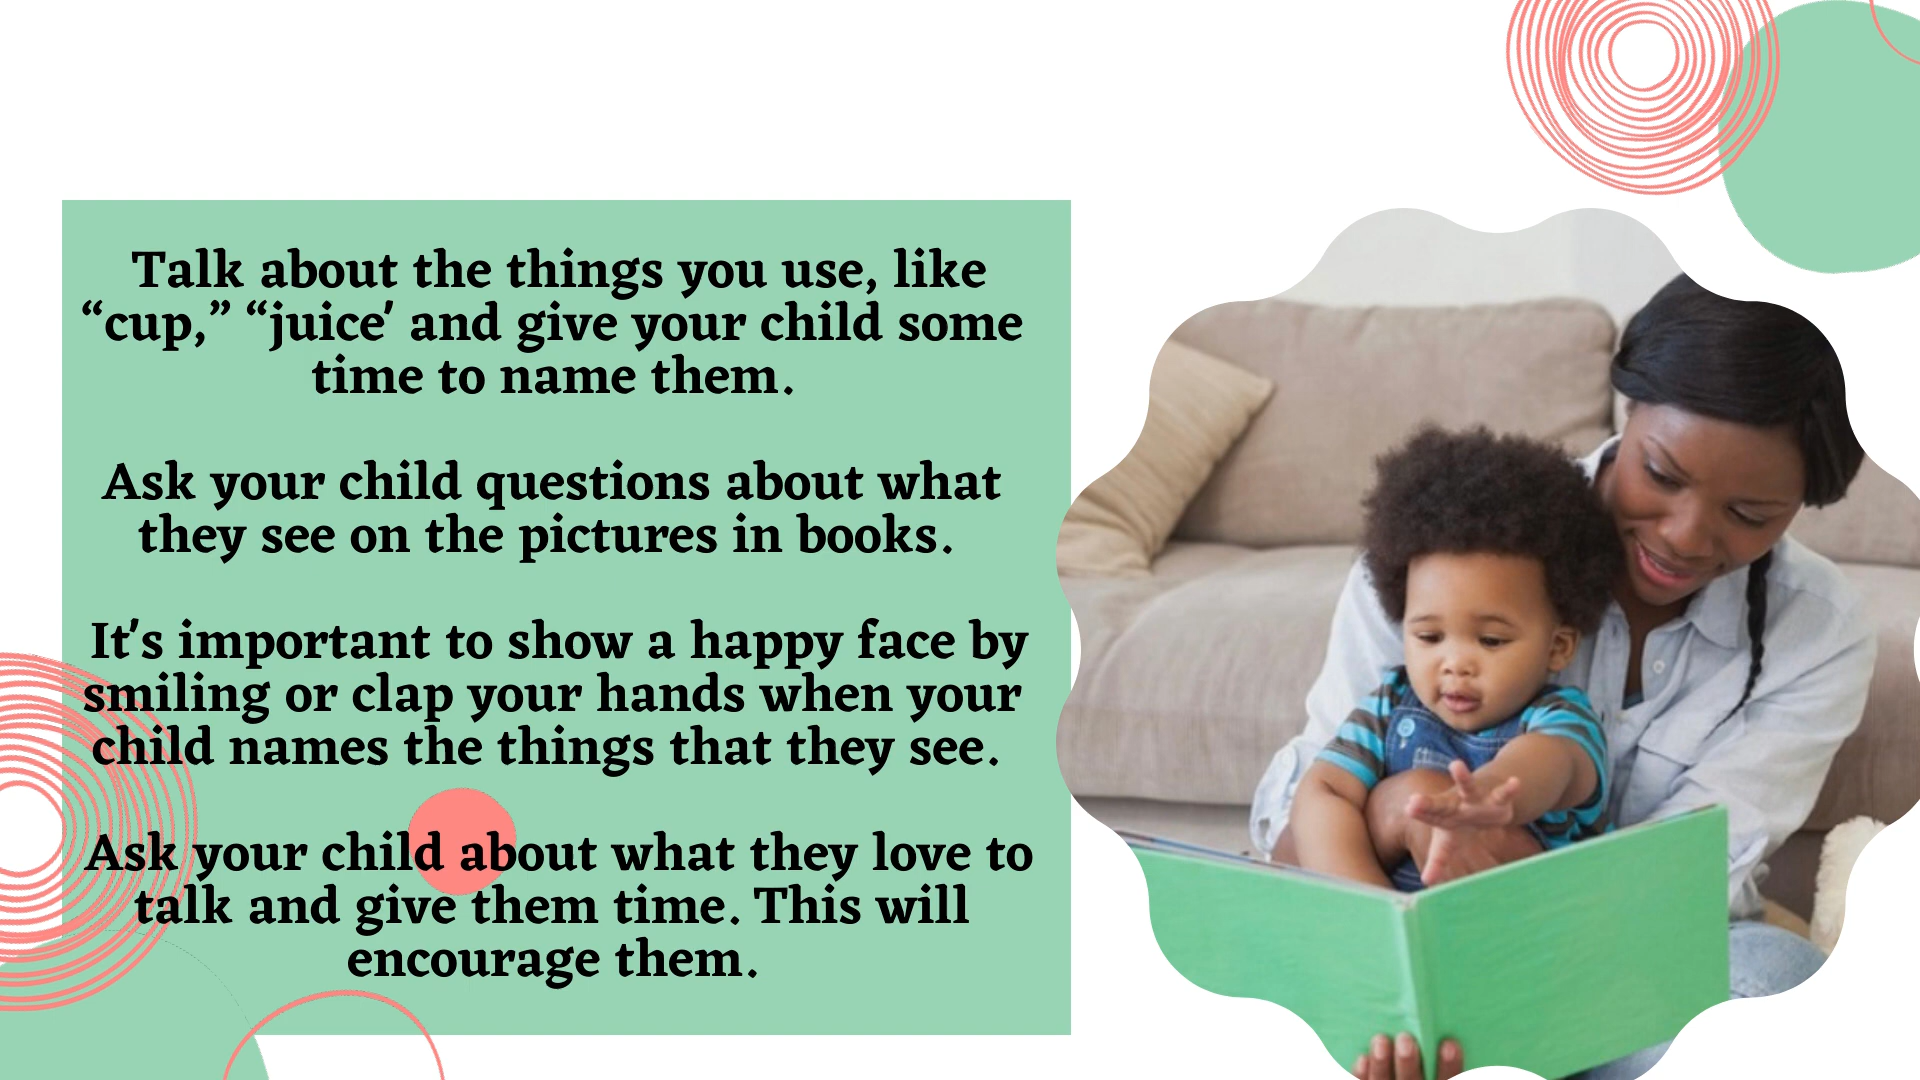 Talk about the things you use, like
“cup,” “juice' and give your child some
time to name them.
Ask your child questions about what
they see on the pictures in books.
It's important to show a happy face by
smiling or clap your hands when your
child names the things that they see.
Ask your child about what they love to
talk and give them time. This will
encourage them.